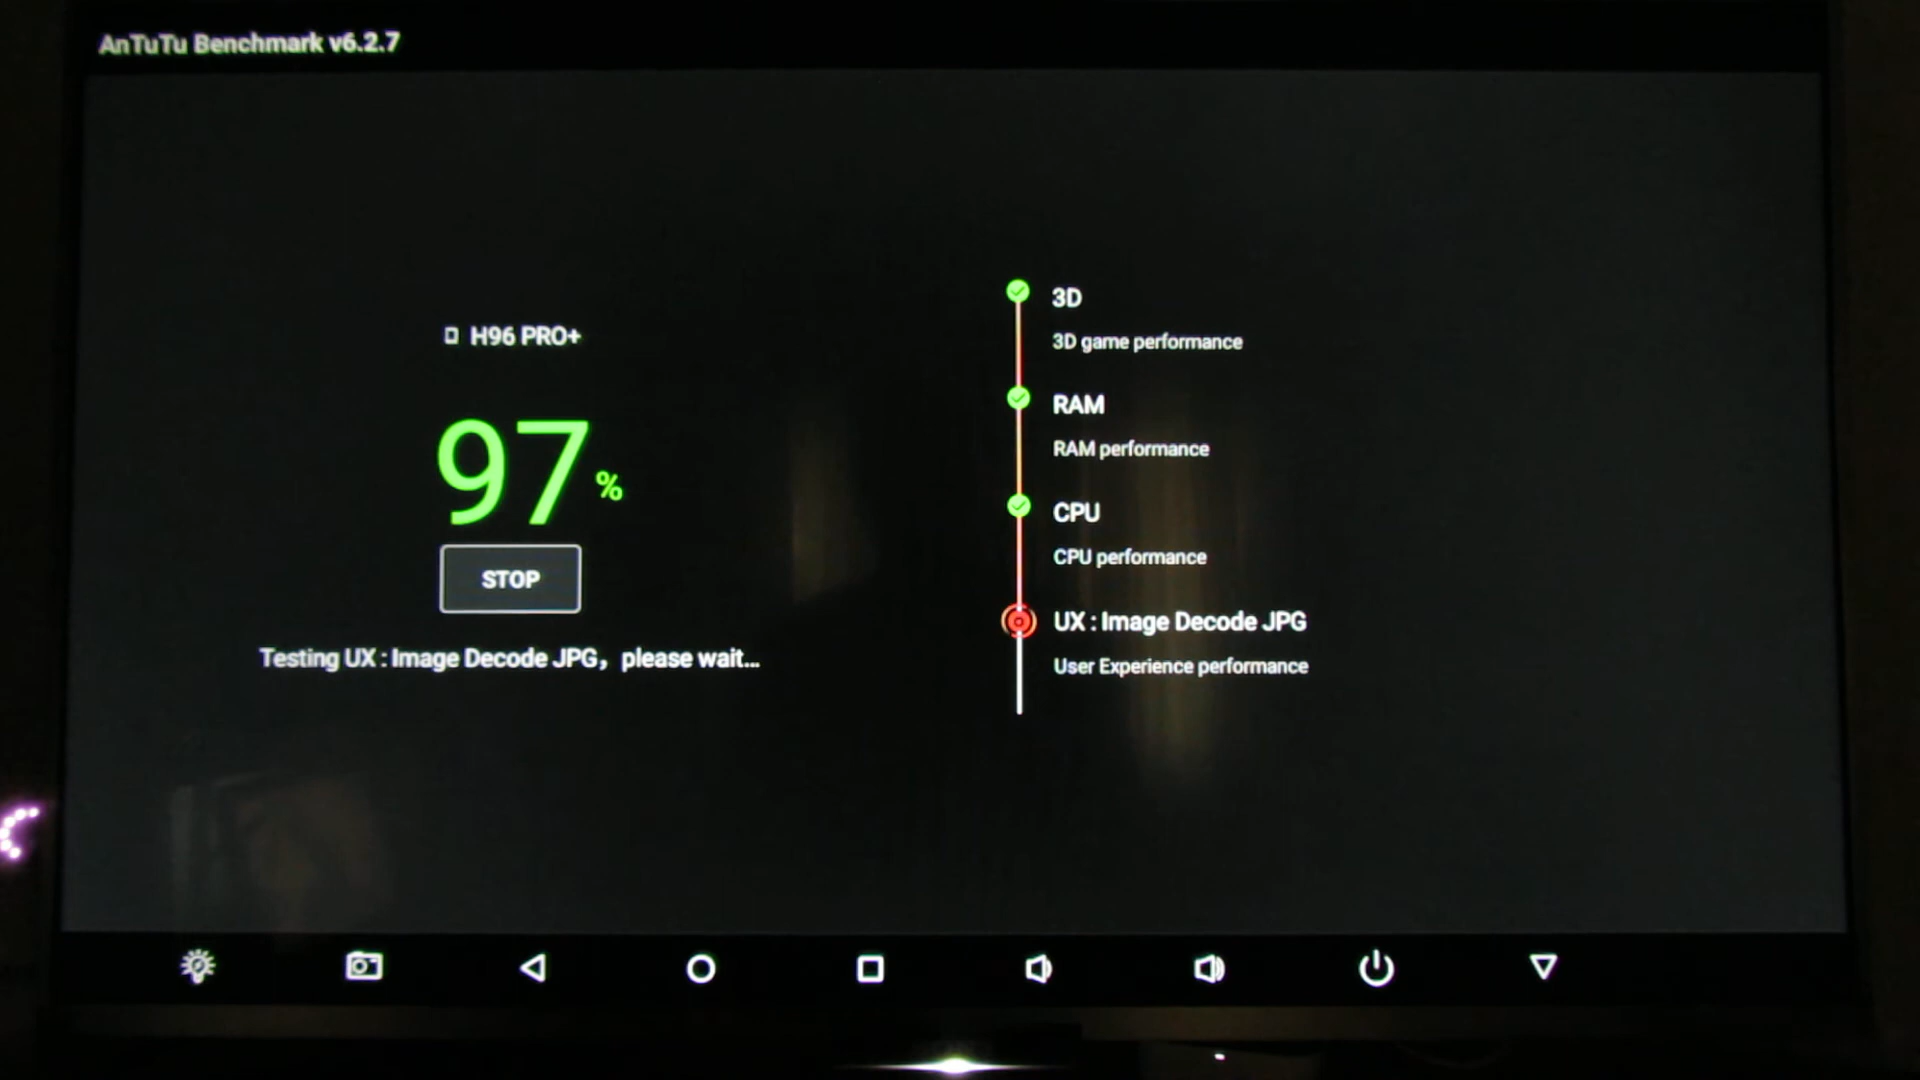 AnTuTu Benchmark v6.2.7
H96 PRO+
97%
STOP
Testing UX : Image Decode JPG, please wait...
3D
3D game performance
RAM
RAM performance
CPU
CPU performance
UX : Image Decode JPG
User Experience performance